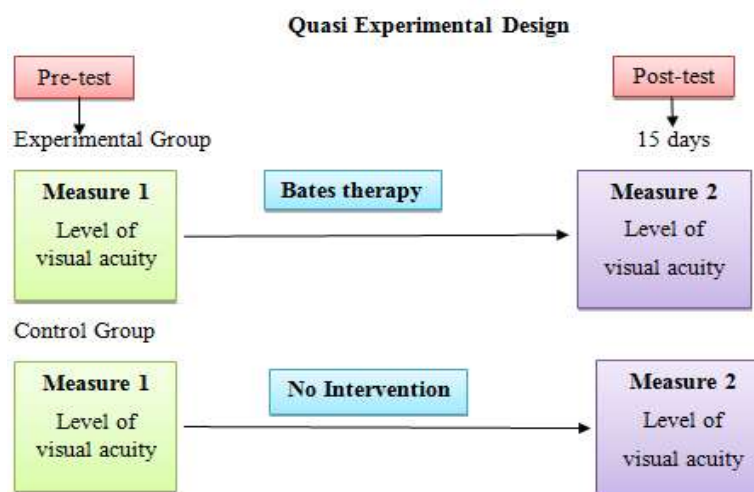 Quasi Experimental Design
Pre-test
Post-test
Experimental Group
15 days
Measure 1
Level of
visual acuity
Bates therapy
Measure 2
Level of
visual acuity
Control Group
Measure 1
Level of
visual acuity
No Intervention
Measure 2
Level of
visual acuity